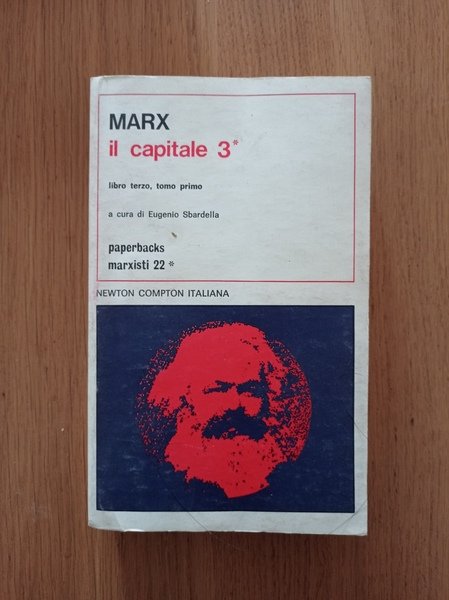 MARX
il capitale 3*
libro terzo, tomo primo
a cura di Eugenio Sbardella
paperbacks
marxisti 22 *
NEWTON COMPTON ITALIANA